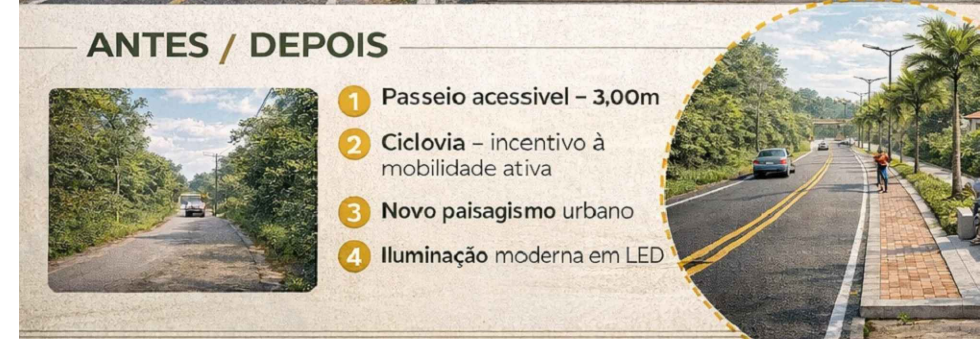 ANTES / DEPOIS
1 Passeio acessivel – 3,00m
2 Ciclovia – incentivo à
mobilidade ativa
3 Novo paisagismo urbano
4 Iluminação moderna em LED